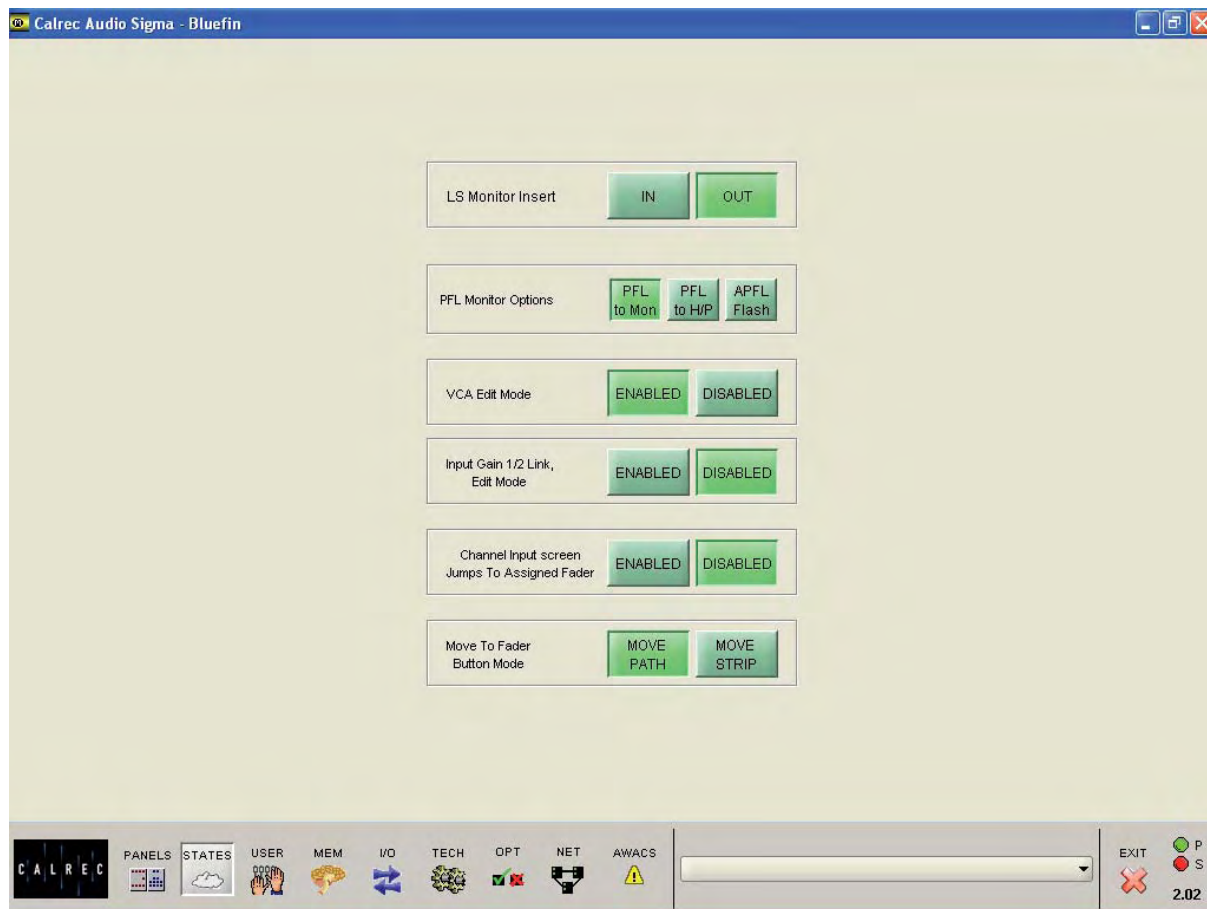 Calrec Audio Sigma - Bluefin
LS Monitor Insert
IN
OUT
PFL Monitor Options
PFL
to Mon
PFL
to H/P
APFL
Flash
VCA Edit Mode
ENABLED
DISABLED
Input Gain 1/2 Link,
Edit Mode
ENABLED
DISABLED
Channel Input screen
Jumps To Assigned Fader
ENABLED
DISABLED
Move To Fader
Button Mode
MOVE
PATH
MOVE
STRIP
CALREC
PANELS
STATES
USER
MEM
I/O
TECH
OPT
NET
AWACS
EXIT
P
S
2.02